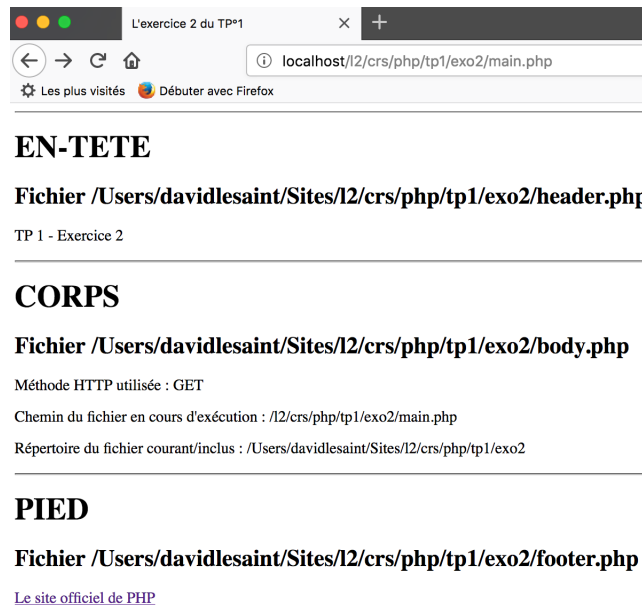 L'exercice 2 du TP°1
localhost/l2/crs/php/tp1/exo2/main.php
Les plus visités Débuter avec Firefox
EN-TETE
Fichier /Users/davidlesaint/Sites/l2/crs/php/tp1/exo2/header.php
TP 1 - Exercice 2
CORPS
Fichier /Users/davidlesaint/Sites/l2/crs/php/tp1/exo2/body.php
Méthode HTTP utilisée : GET
Chemin du fichier en cours d'exécution : /l2/crs/php/tp1/exo2/main.php
Répertoire du fichier courant/inclus : /Users/davidlesaint/Sites/l2/crs/php/tp1/exo2
PIED
Fichier /Users/davidlesaint/Sites/l2/crs/php/tp1/exo2/footer.php
Le site officiel de PHP